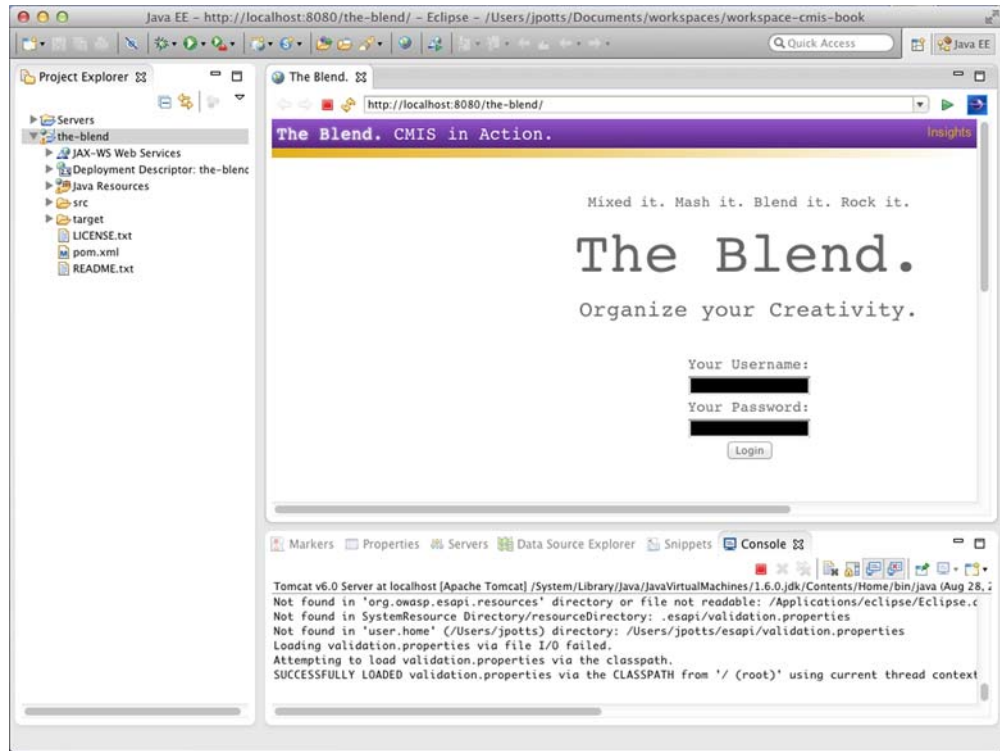 Java EE - http://localhost:8080/the-blend/ - Eclipse - /Users/jpotts/Documents/workspaces/workspace-cmis-book
Quick Access
Java EE
Project Explorer
Servers
the-blend
JAX-WS Web Services
Deployment Descriptor: the-blenc
Java Resources
src
target
LICENSE.txt
pom.xml
README.txt
The Blend.
http://localhost:8080/the-blend/
The Blend. CMIS in Action.
Insights
Mixed it. Mash it. Blend it. Rock it.
The Blend.
Organize your Creativity.
Your Username:
Your Password:
Login
Markers Properties Servers Data Source Explorer Snippets Console
Tomcat v6.0 Server at localhost [Apache Tomcat] /System/Library/Java/JavaVirtualMachines/1.6.0.jdk/Contents/Home/bin/java (Aug 28, 2
Not found in 'org.owasp.esapi.resources' directory or file not readable: /Applications/eclipse/Eclipse.c
Not found in SystemResource Directory/resourceDirectory: .esapi/validation.properties
Not found in 'user.home' (/Users/jpotts) directory: /Users/jpotts/esapi/validation.properties
Loading validation.properties via file I/O failed.
Attempting to load validation.properties via the classpath.
SUCCESSFULLY LOADED validation.properties via the CLASSPATH from '/ (root)' using current thread context